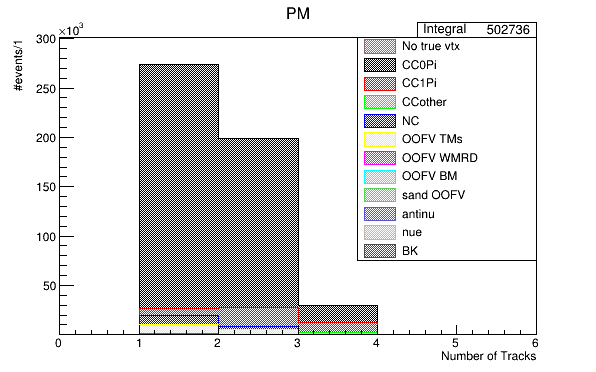 PM
Integral 502736
×10³
#events/1
300
250
200
150
100
50
0 1 2 3 4 5 6
Number of Tracks
No true vtx
CC0Pi
CC1Pi
CCother
NC
OOFV TMs
OOFV WMRD
OOFV BM
sand OOFV
antinu
nue
BK